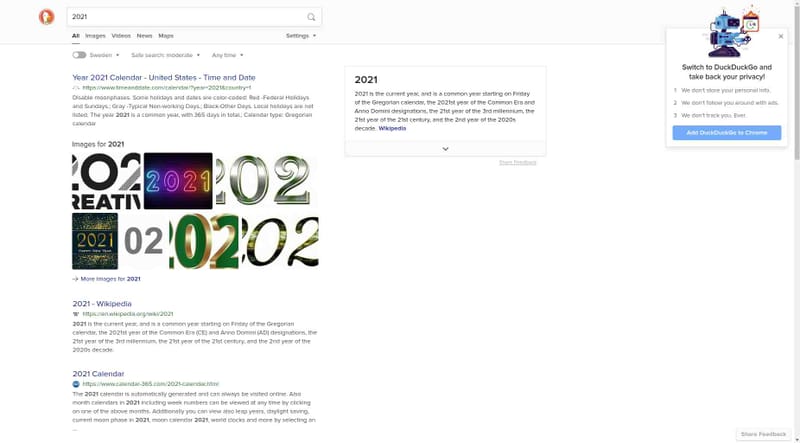 2021
All Images Videos News Maps Settings
Sweden Safe search: moderate Any time
Year 2021 Calendar - United States - Time and Date
https://www.timeanddate.com/calendar/?year=2021&country=1
Disable moonphases. Some holidays and dates are color-coded: Red -Federal Holidays
and Sundays.; Gray -Typical Non-working Days.; Black-Other Days. Local holidays are not
listed. The year 2021 is a common year, with 365 days in total.; Calendar type: Gregorian
calendar
Images for 2021
202
CREATIV
2021
202
2021
02
202
202
More Images for 2021
2021 - Wikipedia
https://en.wikipedia.org/wiki/2021
2021 is the current year, and is a common year starting on Friday of the Gregorian
calendar, the 2021st year of the Common Era (CE) and Anno Domini (AD) designations, the
21st year of the 3rd millennium, the 21st year of the 21st century, and the 2nd year of the
2020s decade.
2021 Calendar
https://www.calendar-365.com/2021-calendar.html
The 2021 calendar is automatically generated and can always be visited online. Also
month calendars in 2021 including week numbers can be viewed at any time by clicking
on one of the above months. Additionally you can view also leap years, daylight saving,
current moon phase in 2021, moon calendar 2021, world clocks and more by selecting an
...
2021
2021 is the current year, and is a common year starting on Friday
of the Gregorian calendar, the 2021st year of the Common Era and
Anno Domini designations, the 21st year of the 3rd millennium,
the 21st year of the 21st century, and the 2nd year of the 2020s
decade. Wikipedia
Share Feedback
Switch to DuckDuckGo and
take back your privacy!
1 We don't store your personal info.
2 We don't follow you around with ads.
3 We don't track you. Ever.
Add DuckDuckGo to Chrome
Share Feedback